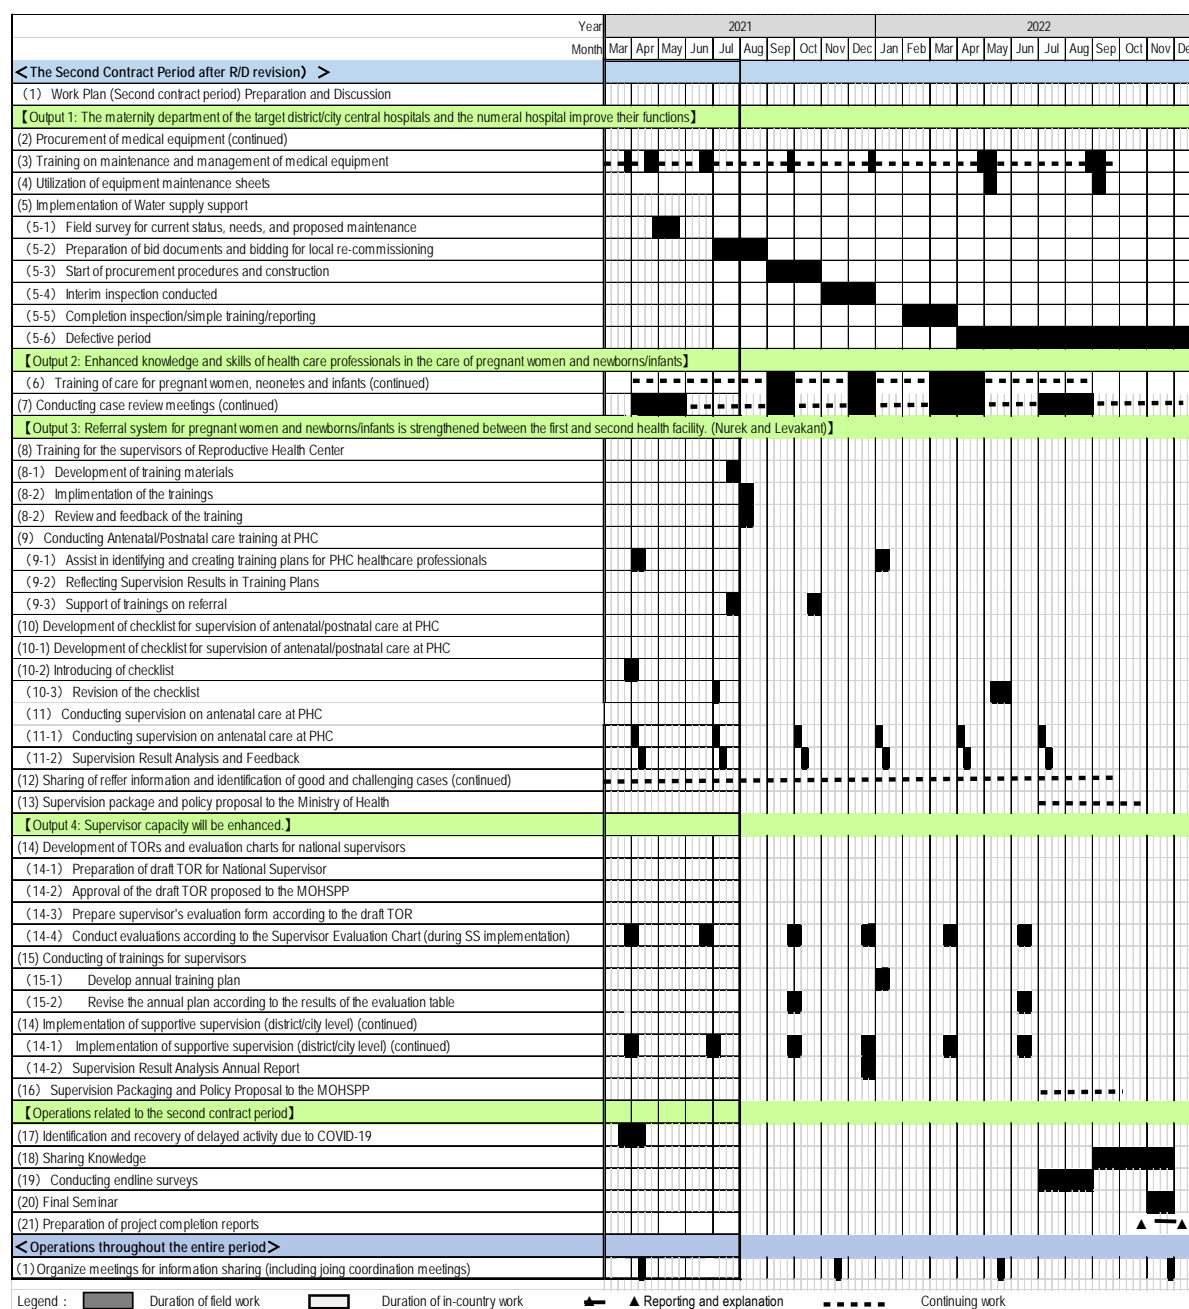 Year 2021 2022
Month Mar Apr May Jun Jul Aug Sep Oct Nov Dec Jan Feb Mar Apr May Jun Jul Aug Sep Oct Nov De
＜The Second Contract Period after R/D revision）＞
（1） Work Plan (Second contract period) Preparation and Discussion
【Output 1: The maternity department of the target district/city central hospitals and the numeral hospital improve their functions】
(2) Procurement of medical equipment (continued)
(3) Training on maintenance and management of medical equipment
(4) Utilization of equipment maintenance sheets
(5) Implementation of Water supply support
（5-1） Field survey for current status, needs, and proposed maintenance
（5-2） Preparation of bid documents and bidding for local re-commissioning
（5-3） Start of procurement procedures and construction
（5-4） Interim inspection conducted
（5-5） Completion inspection/simple training/reporting
（5-6） Defective period
【Output 2: Enhanced knowledge and skills of health care professionals in the care of pregnant women and newborns/infants】
（6） Training of care for pregnant women, neonetes and infants (continued)
（7） Conducting case review meetings (continued)
【Output 3: Referral system for pregnant women and newborns/infants is strengthened between the first and second health facility. (Nurek and Levakant)】
(8) Training for the supervisors of Reproductive Health Center
(8-1） Development of training materials
(8-2） Implimentation of the trainings
(8-2） Review and feedback of the training
(9） Conducting Antenatal/Postnatal care training at PHC
（9-1） Assist in identifying and creating training plans for PHC healthcare professionals
（9-2） Reflecting Supervision Results in Training Plans
（9-3） Support of trainings on referral
(10) Development of checklist for supervision of antenatal/postnatal care at PHC
(10-1) Development of checklist for supervision of antenatal/postnatal care at PHC
(10-2) Introducing of checklist
（10-3） Revision of the checklist
（11） Conducting supervision on antenatal care at PHC
（11-1） Conducting supervision on antenatal care at PHC
（11-2） Supervision Result Analysis and Feedback
(12) Sharing of reffer information and identification of good and challenging cases (continued)
(13) Supervision package and policy proposal to the Ministry of Health
【Output 4: Supervisor capacity will be enhanced.】
(14) Development of TORs and evaluation charts for national supervisors
（14-1） Preparation of draft TOR for National Supervisor
（14-2） Approval of the draft TOR proposed to the MOHSPP
（14-3） Prepare supervisor's evaluation form according to the draft TOR
（14-4） Conduct evaluations according to the Supervisor Evaluation Chart (during SS implementation)
(15) Conducting of trainings for supervisors
（15-1） Develop annual training plan
（15-2） Revise the annual plan according to the results of the evaluation table
(14) Implementation of supportive supervision (district/city level) (continued)
（14-1） Implementation of supportive supervision (district/city level) (continued)
（14-2） Supervision Result Analysis Annual Report
(16） Supervision Packaging and Policy Proposal to the MOHSPP
【Operations related to the second contract period】
(17) Identification and recovery of delayed activity due to COVID-19
(18) Sharing Knowledge
(19） Conducting endline surveys
(20) Final Seminar
(21) Preparation of project completion reports
＜Operations throughout the entire period＞
(1) Organize meetings for information sharing (including joing coordination meetings)
Legend： Duration of field work Duration of in-country work ▲ Reporting and explanation Continuing work